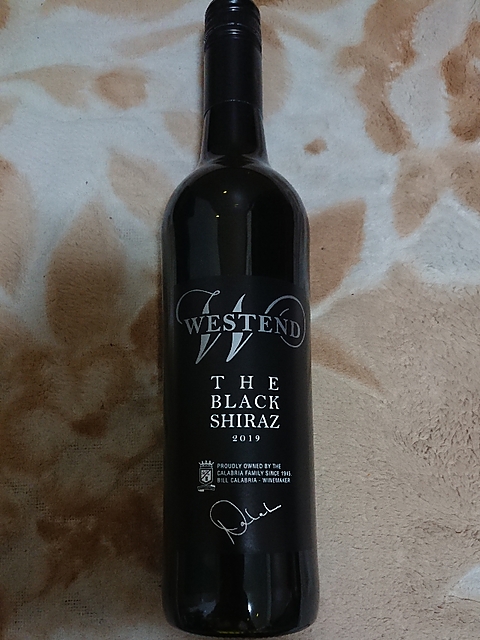 W
WESTEND
THE
BLACK
SHIRAZ
2019
PROUDLY OWNED BY THE
CALABRIA FAMILY SINCE 1945.
BILL CALABRIA - WINEMAKER